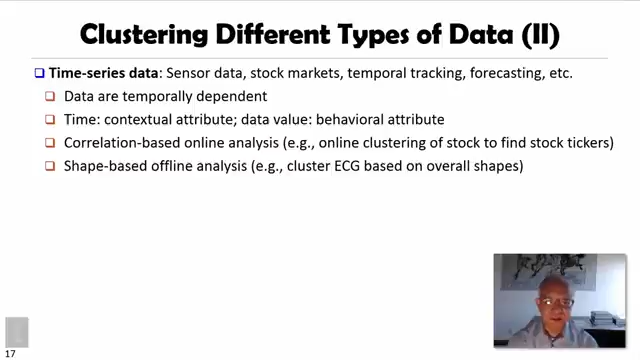 Clustering Different Types of Data (II)
Time-series data: Sensor data, stock markets, temporal tracking, forecasting, etc.
Data are temporally dependent
Time: contextual attribute; data value: behavioral attribute
Correlation-based online analysis (e.g., online clustering of stock to find stock tickers)
Shape-based offline analysis (e.g., cluster ECG based on overall shapes)
17